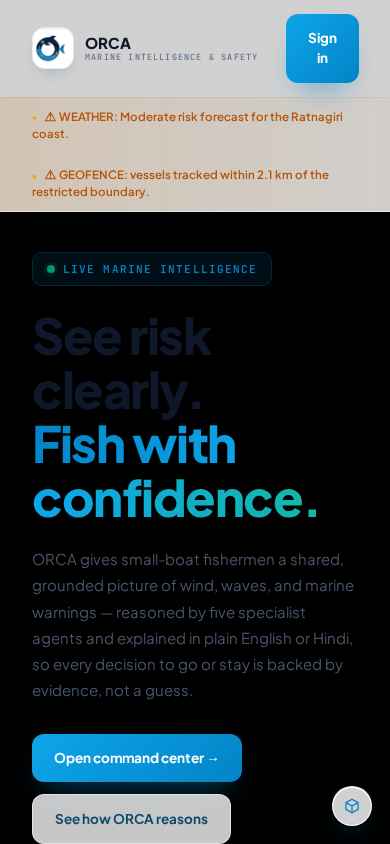 ORCA
MARINE INTELLIGENCE & SAFETY
Sign
in
⚠ WEATHER: Moderate risk forecast for the Ratnagiri
coast.
⚠ GEOFENCE: vessels tracked within 2.1 km of the
restricted boundary.
LIVE MARINE INTELLIGENCE
See risk
clearly.
Fish with
confidence.
ORCA gives small-boat fishermen a shared,
grounded picture of wind, waves, and marine
warnings — reasoned by five specialist
agents and explained in plain English or Hindi,
so every decision to go or stay is backed by
evidence, not a guess.
Open command center →
See how ORCA reasons